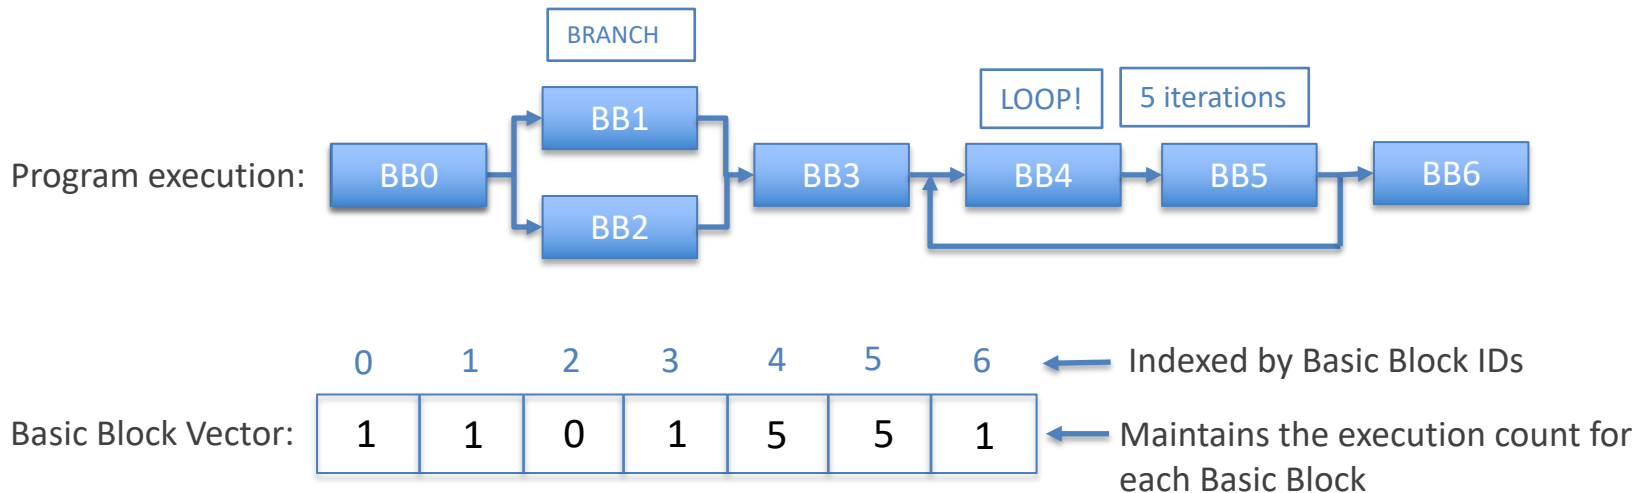 BRANCH
LOOP! 5 iterations
BB1
Program execution: BB0 BB3 BB4 BB5 BB6
BB2
0 1 2 3 4 5 6 Indexed by Basic Block IDs
Basic Block Vector: 1 1 0 1 5 5 1 Maintains the execution count for
each Basic Block